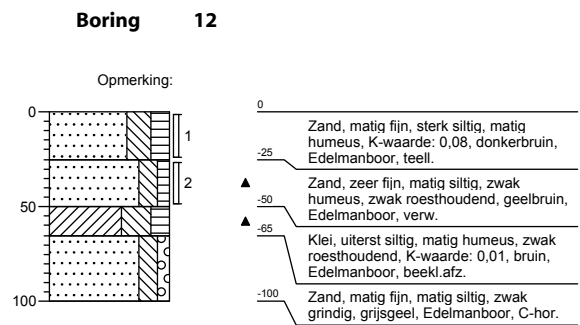 Boring 12
Opmerking:
0
50
100
1
2
0
Zand, matig fijn, sterk siltig, matig
humeus, K-waarde: 0,08, donkerbruin,
Edelmanboor, teell.
-25
Zand, zeer fijn, matig siltig, zwak
humeus, zwak roesthoudend, geelbruin,
Edelmanboor, verw.
-50
Klei, uiterst siltig, matig humeus, zwak
roesthoudend, K-waarde: 0,01, bruin,
Edelmanboor, beekl.afz.
-65
Zand, matig fijn, matig siltig, zwak
grindig, grijsgeel, Edelmanboor, C-hor.
-100